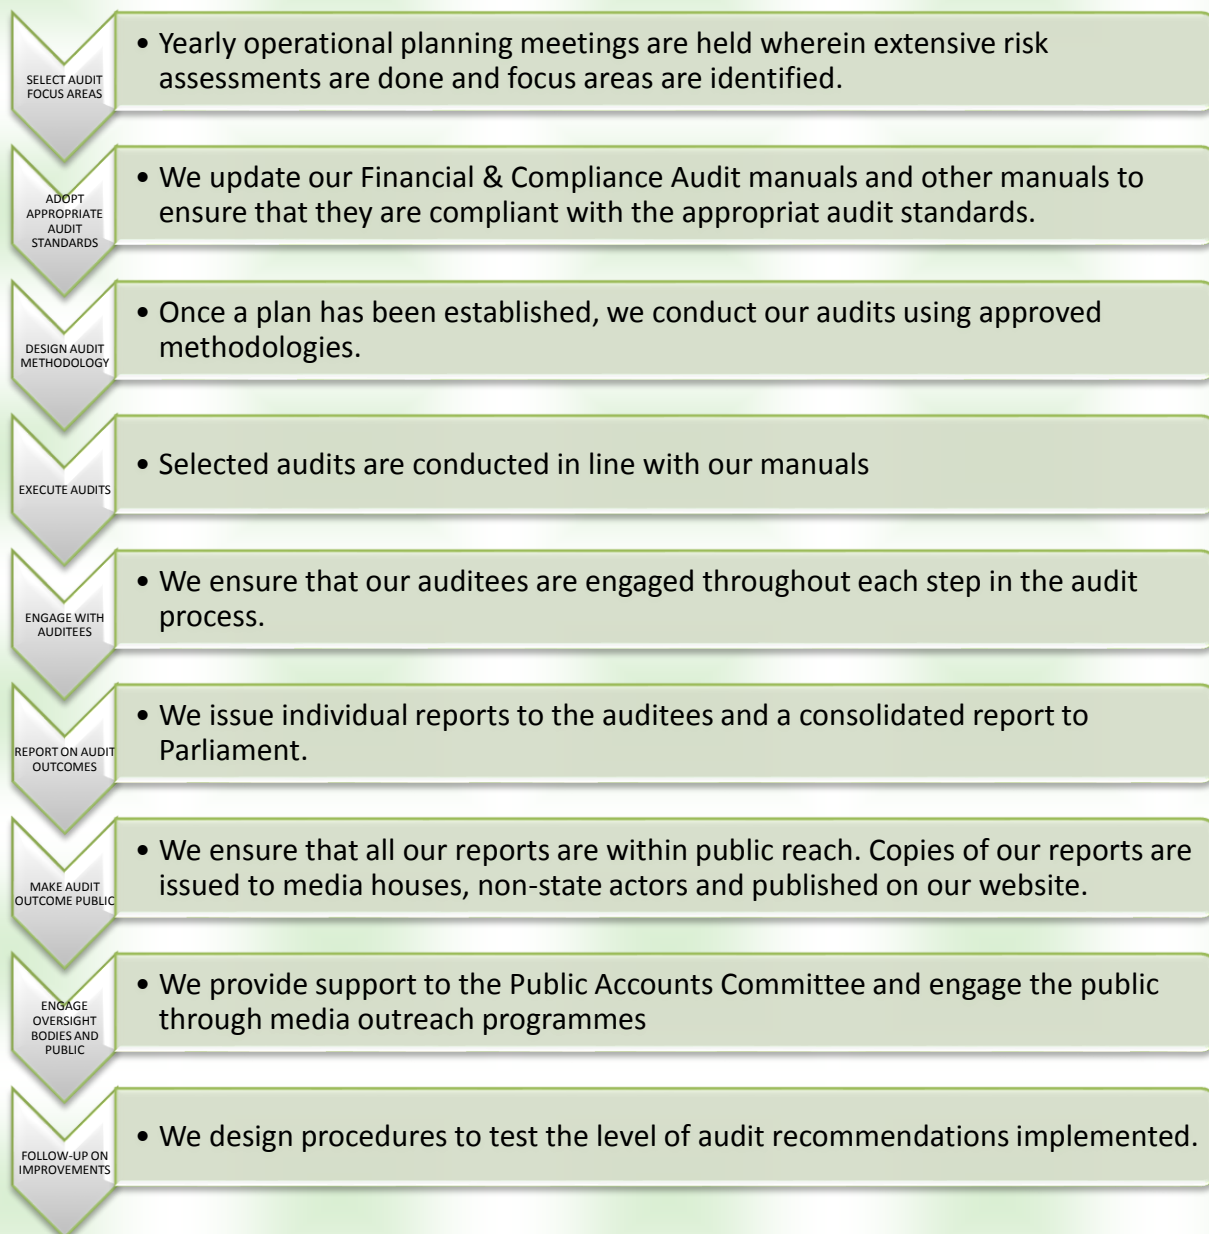 SELECT AUDIT
FOCUS AREAS
• Yearly operational planning meetings are held wherein extensive risk
assessments are done and focus areas are identified.
ADOPT
APPROPRIATE
AUDIT
STANDARDS
• We update our Financial & Compliance Audit manuals and other manuals to
ensure that they are compliant with the appropriat audit standards.
DESIGN AUDIT
METHODOLOGY
• Once a plan has been established, we conduct our audits using approved
methodologies.
EXECUTE AUDITS
• Selected audits are conducted in line with our manuals
ENGAGE WITH
AUDITEES
• We ensure that our auditees are engaged throughout each step in the audit
process.
REPORT ON AUDIT
OUTCOMES
• We issue individual reports to the auditees and a consolidated report to
Parliament.
MAKE AUDIT
OUTCOME PUBLIC
• We ensure that all our reports are within public reach. Copies of our reports are
issued to media houses, non-state actors and published on our website.
ENGAGE
OVERSIGHT
BODIES AND
PUBLIC
• We provide support to the Public Accounts Committee and engage the public
through media outreach programmes
FOLLOW-UP ON
IMPROVEMENTS
• We design procedures to test the level of audit recommendations implemented.